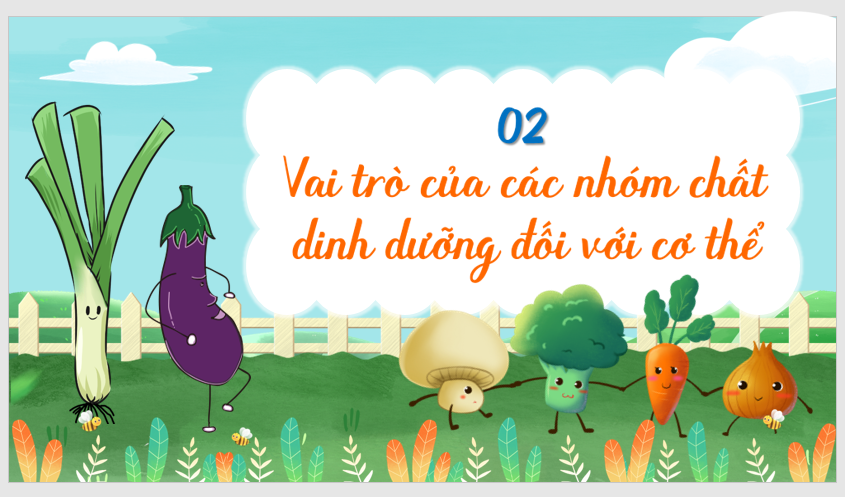 02
Vai trò của các nhóm chất
dinh dưỡng đối với cơ thể